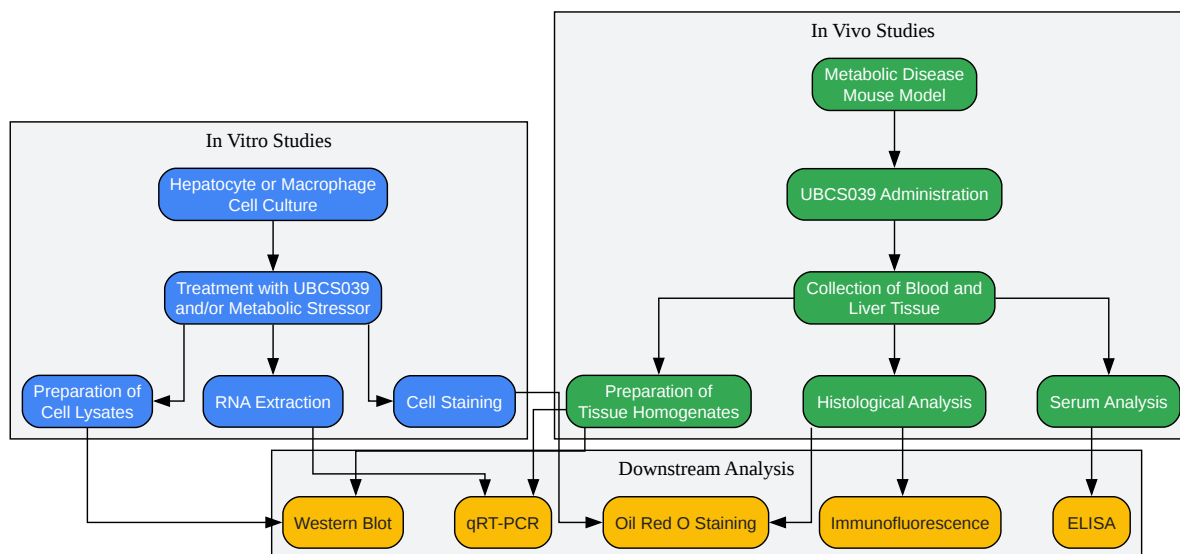 In Vivo Studies
Metabolic Disease
Mouse Model
In Vitro Studies
Hepatocyte or Macrophage
Cell Culture
UBCS039 Administration
Treatment with UBCS039
and/or Metabolic Stressor
Collection of Blood and
Liver Tissue
Preparation of
Cell Lysates
RNA Extraction
Cell Staining
Preparation of
Tissue Homogenates
Histological Analysis
Serum Analysis
Downstream Analysis
Western Blot
qRT-PCR
Oil Red O Staining
Immunofluorescence
ELISA